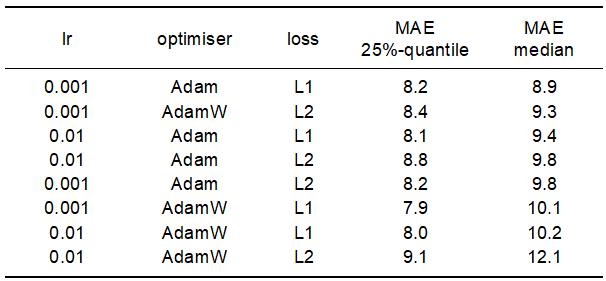 lr optimiser loss MAE 25%-quantile MAE median
0.001 Adam L1 8.2 8.9
0.001 AdamW L2 8.4 9.3
0.01 Adam L1 8.1 9.4
0.01 Adam L2 8.8 9.8
0.001 Adam L2 8.2 9.8
0.001 AdamW L1 7.9 10.1
0.01 AdamW L1 8.0 10.2
0.01 AdamW L2 9.1 12.1